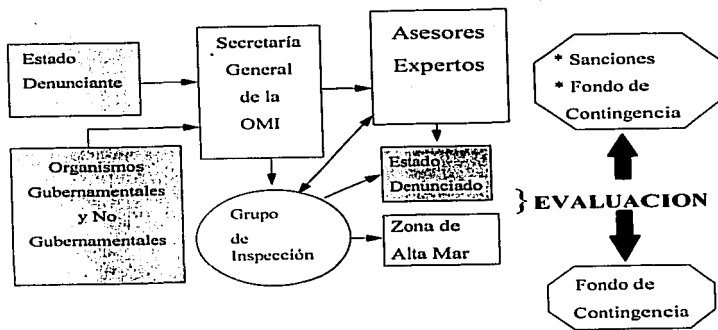 Estado
Denunciante
Secretaría
General
de la
OMI
Asesores
Expertos
* Sanciones
* Fondo de
Contingencia
Organismos
Gubernamentales
y No
Gubernamentales
Estado
Denunciado
Grupo
de
Inspección
Zona de
Alta Mar
} EVALUACION
Fondo de
Contingencia